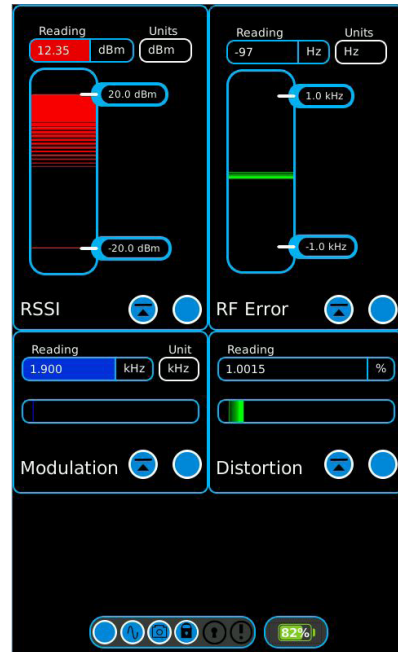 Reading Units
12.35 dBm dBm
20.0 dBm
-20.0 dBm
RSSI
Reading Units
-97 Hz Hz
1.0 kHz
-1.0 kHz
RF Error
Reading Unit
1.900 kHz kHz
Modulation
Reading
1.0015 %
Distortion
82%